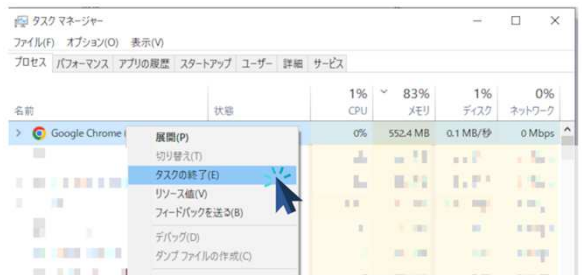 タスク マネージャー
ファイル(F) オプション(O) 表示(V)
プロセス パフォーマンス アプリの履歴 スタートアップ ユーザー 詳細 サービス
1% 83% 1% 0%
名前 状態 CPU メモリ ディスク ネットワーク
Google Chrome 0% 552.4 MB 0.1 MB/秒 0 Mbps
展開(P)
切り替え(T)
タスクの終了(E)
リソース値(V)
フィードバックを送る(B)
デバッグ(D)
ダンプ ファイルの作成(C)